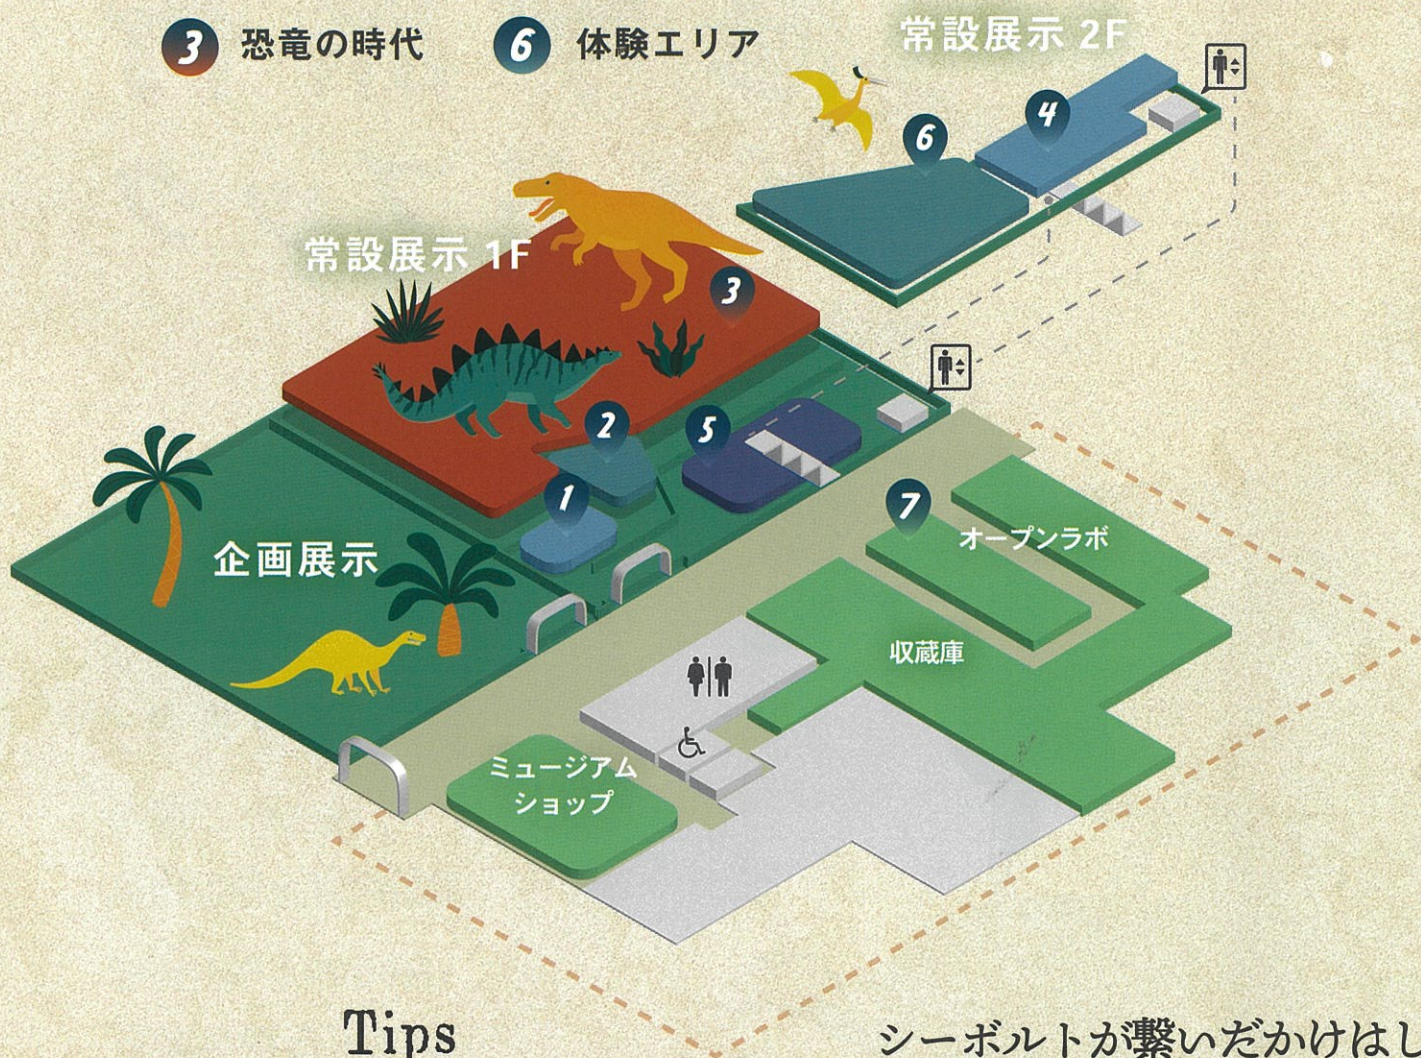 3 恐竜の時代
6 体験エリア
常設展示 2F
4
6
常設展示 1F
3
2
5
1
7
オープンラボ
企画展示
収蔵庫
ミュージアム
ショップ
Tips
シーボルトが繋いだかけはし